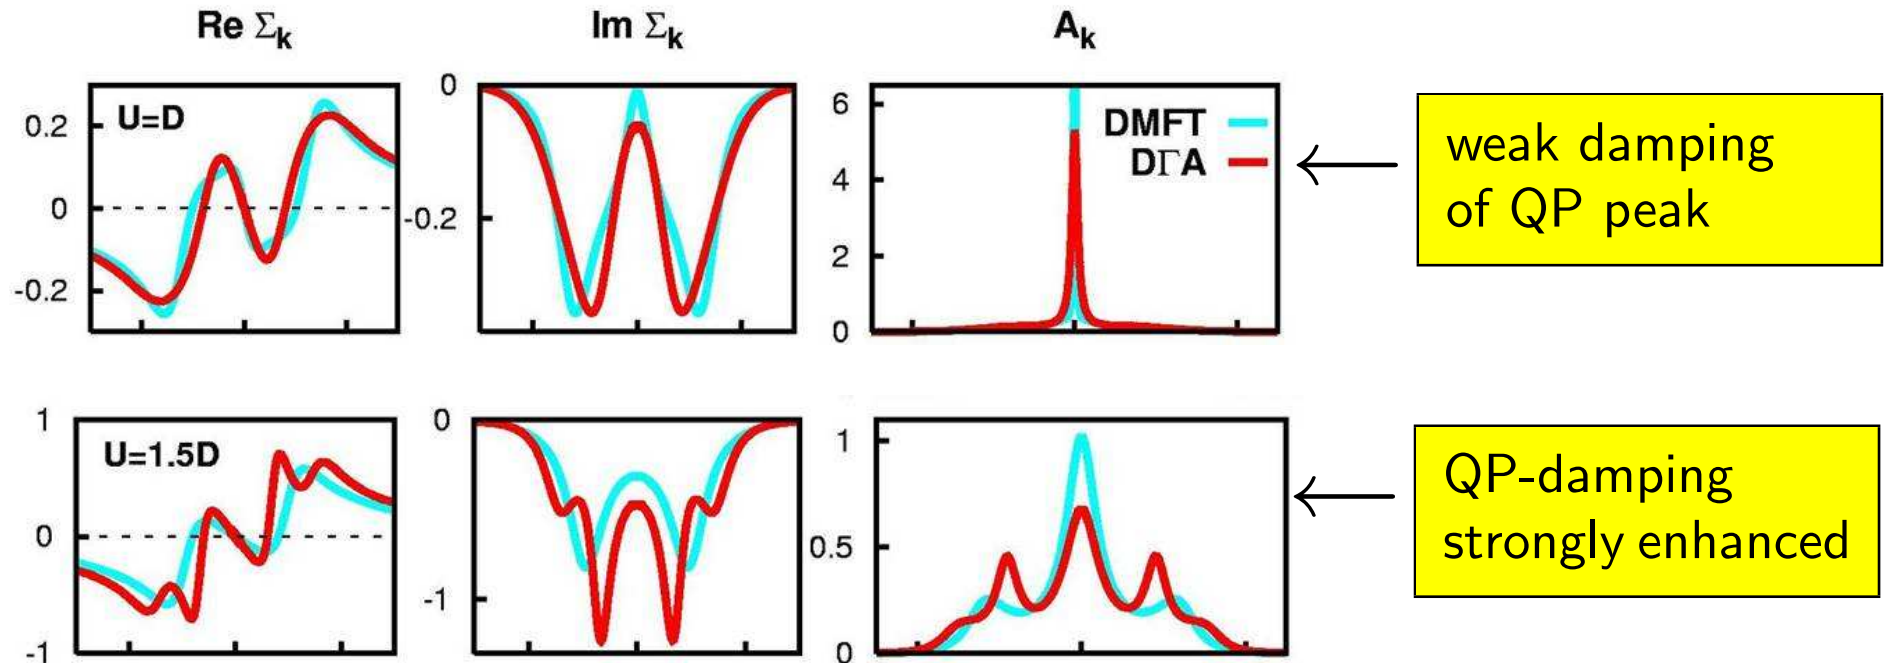 Re Σk
Im Σk
Ak
U=D
0.2
0
-0.2
0
-0.2
6
4
2
0
DMFT
DΓA
weak damping
of QP peak
U=1.5D
1
0
-1
0
-1
1
0.5
0
QP-damping
strongly enhanced